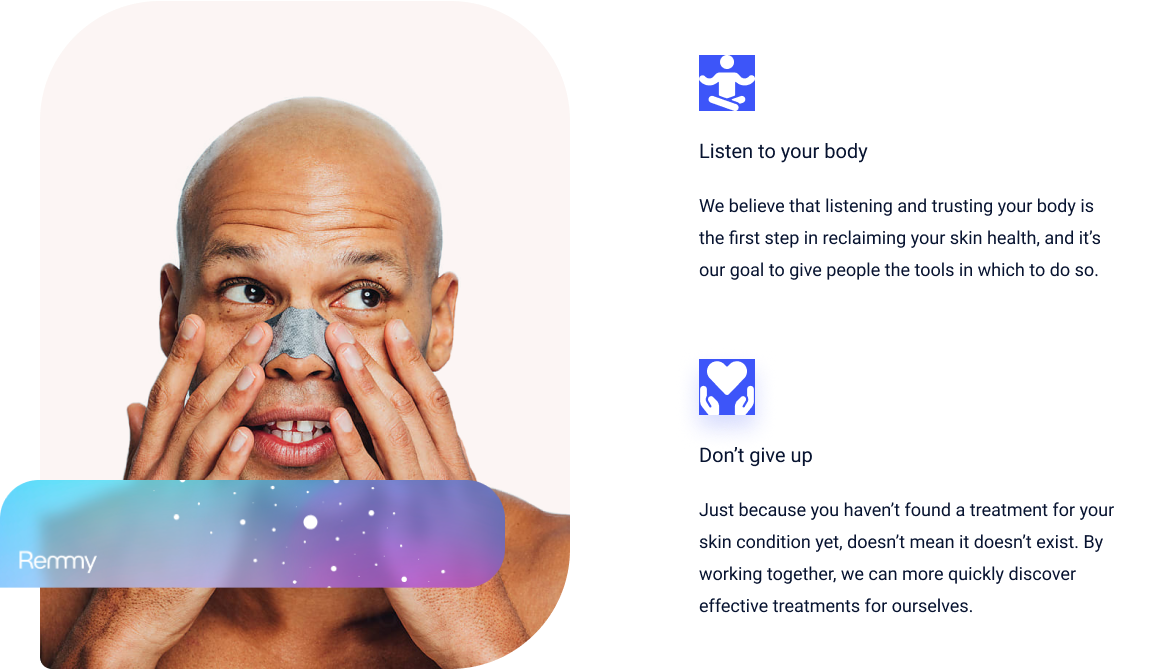 Remmy
Listen to your body
We believe that listening and trusting your body is
the first step in reclaiming your skin health, and it’s
our goal to give people the tools in which to do so.
Don’t give up
Just because you haven’t found a treatment for your
skin condition yet, doesn’t mean it doesn’t exist. By
working together, we can more quickly discover
effective treatments for ourselves.